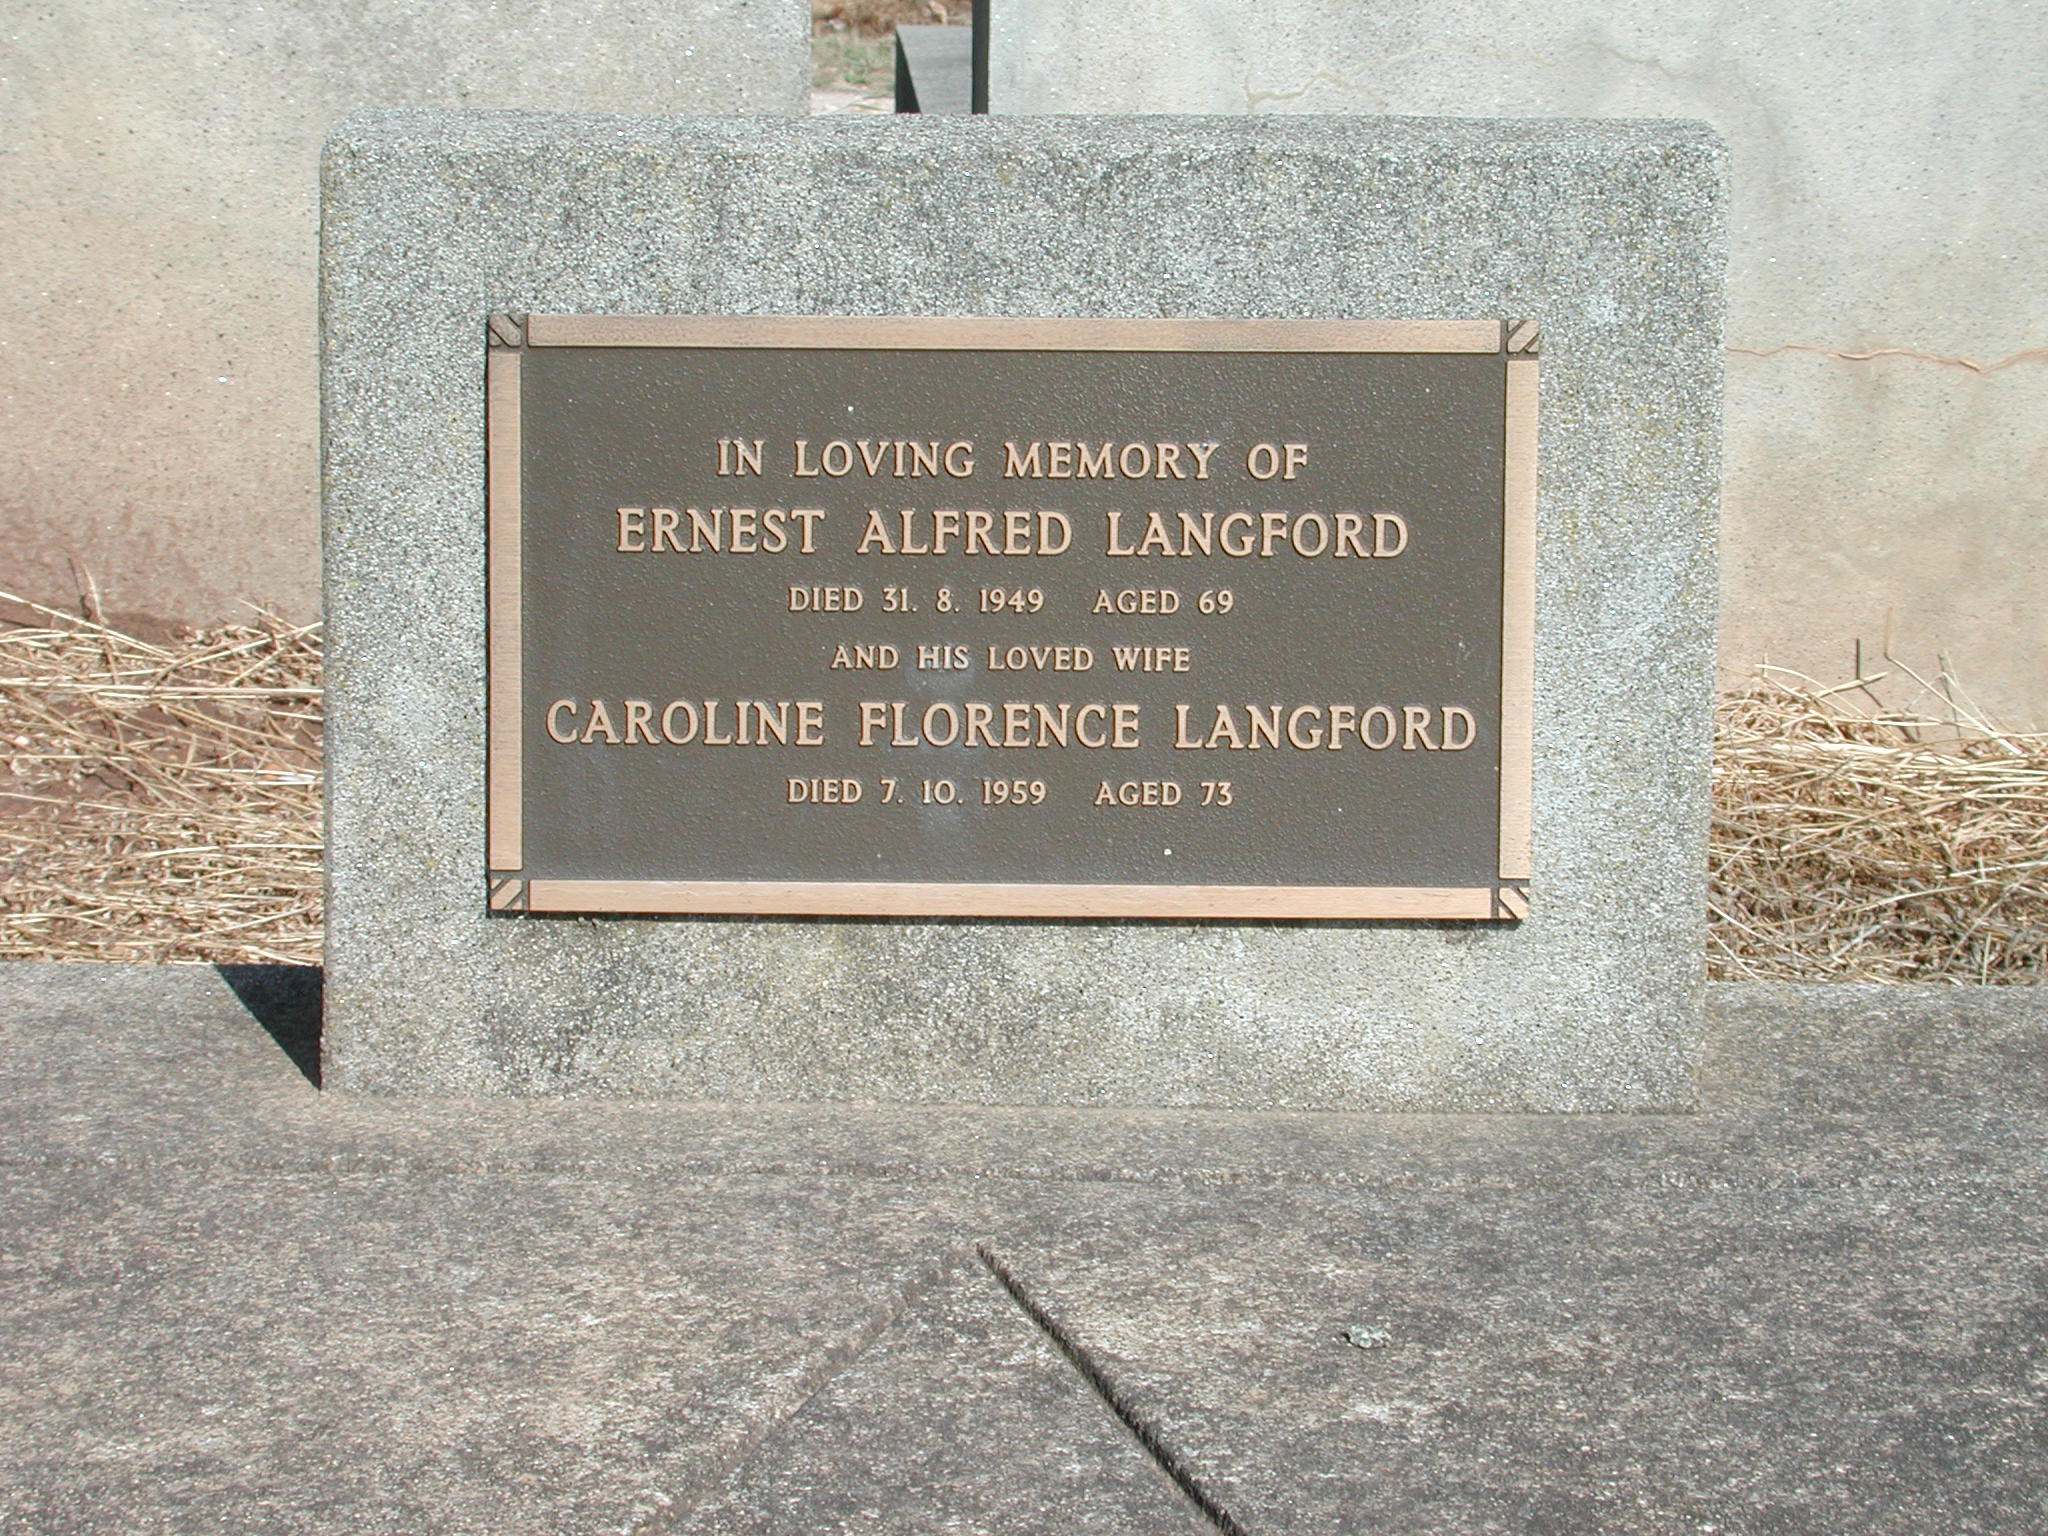 IN LOVING MEMORY OF
ERNEST ALFRED LANGFORD
DIED 31. 8. 1949 AGED 69
AND HIS LOVED WIFE
CAROLINE FLORENCE LANGFORD
DIED 7. 10. 1959 AGED 73